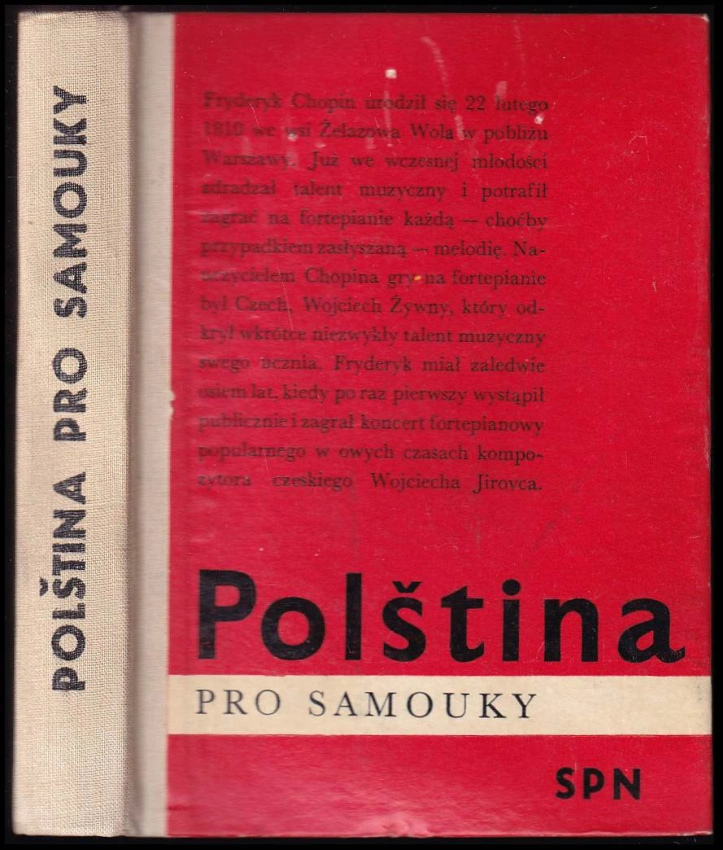 POLŠTINA PRO SAMOUKY
Fryderyk Chopin urodził się 22 lutego
1810 we wsi Żelazowa Wola w pobliżu
Warszawy. Już we wczesnej młodości
zdradzał talent muzyczny i potrafił
zagrać na fortepianie każdą — choćby
przypadkiem zasłyszaną — melodię. Na-
uczycielem Chopina gry na fortepianie
był Czech, Wojciech Żywny, który od-
krył wkrótce niezwykły talent muzyczny
swego ucznia. Fryderyk miał zaledwie
osiem lat, kiedy po raz pierwszy wystąpił
publicznie i zagrał koncert fortepianowy
popularnego w owych czasach kompo-
zytora czeskiego Wojciecha Jirovca.
Polština
PRO SAMOUKY
SPN